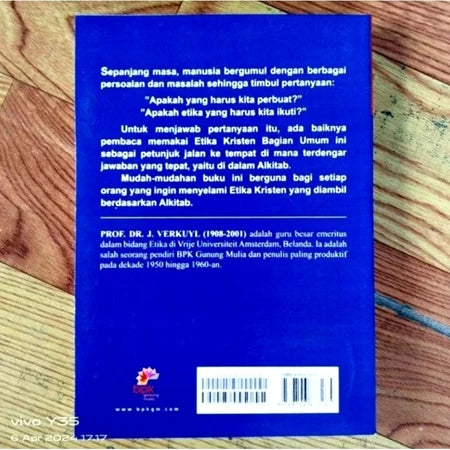 Sepanjang masa, manusia bergumul dengan berbagai
persoalan dan masalah sehingga timbul pertanyaan:
"Apakah yang harus kita perbuat?"
"Apakah etika yang harus kita ikuti?"
Untuk menjawab pertanyaan itu, ada baiknya
pembaca memakai Etika Kristen Bagian Umum ini
sebagai petunjuk jalan ke tempat di mana terdengar
jawaban yang tepat, yaitu di dalam Alkitab.
Mudah-mudahan buku ini berguna bagi setiap
orang yang ingin menyelami Etika Kristen yang diambil
berdasarkan Alkitab.
PROF. DR. J. VERKUYL (1908-2001) adalah guru besar emeritus
dalam bidang Etika di Vrije Universiteit Amsterdam, Belanda. Ia adalah
salah seorang pendiri BPK Gunung Mulia dan penulis paling produktif
pada dekade 1950 hingga 1960-an.
bpk
gunung
mulia
www.bpkgm.com
vivo Y35
6 Apr 2024 17.17